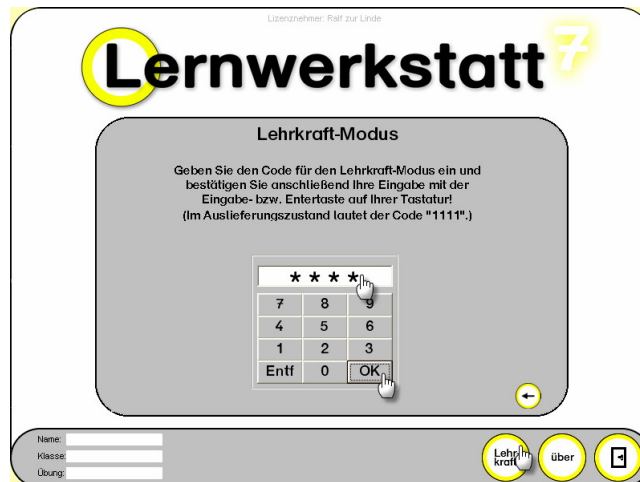 Lizenznehmer: Ralf zur Linde
Lernwerkstatt 7
Lehrkraft-Modus
Geben Sie den Code für den Lehrkraft-Modus ein und
bestätigen Sie anschließend Ihre Eingabe mit der
Eingabe- bzw. Entertaste auf Ihrer Tastatur!
(Im Auslieferungszustand lautet der Code "1111".)
* * * *
7 8 9
4 5 6
1 2 3
Entf 0 OK
Name:
Klasse:
Übung:
Lehr-
kraft
über